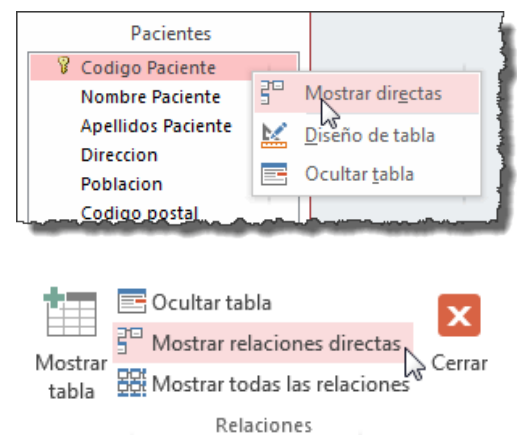 Pacientes
Codigo Paciente
Nombre Paciente
Apellidos Paciente
Direccion
Poblacion
Codigo postal
Mostrar directas
Diseño de tabla
Ocultar tabla
Mostrar tabla
Ocultar tabla
Mostrar relaciones directas
Mostrar todas las relaciones
Cerrar
Relaciones